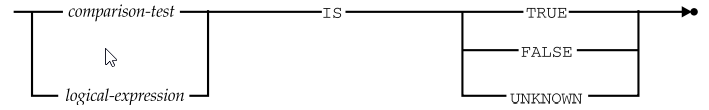 comparison-test IS TRUE
FALSE
logical-expression UNKNOWN